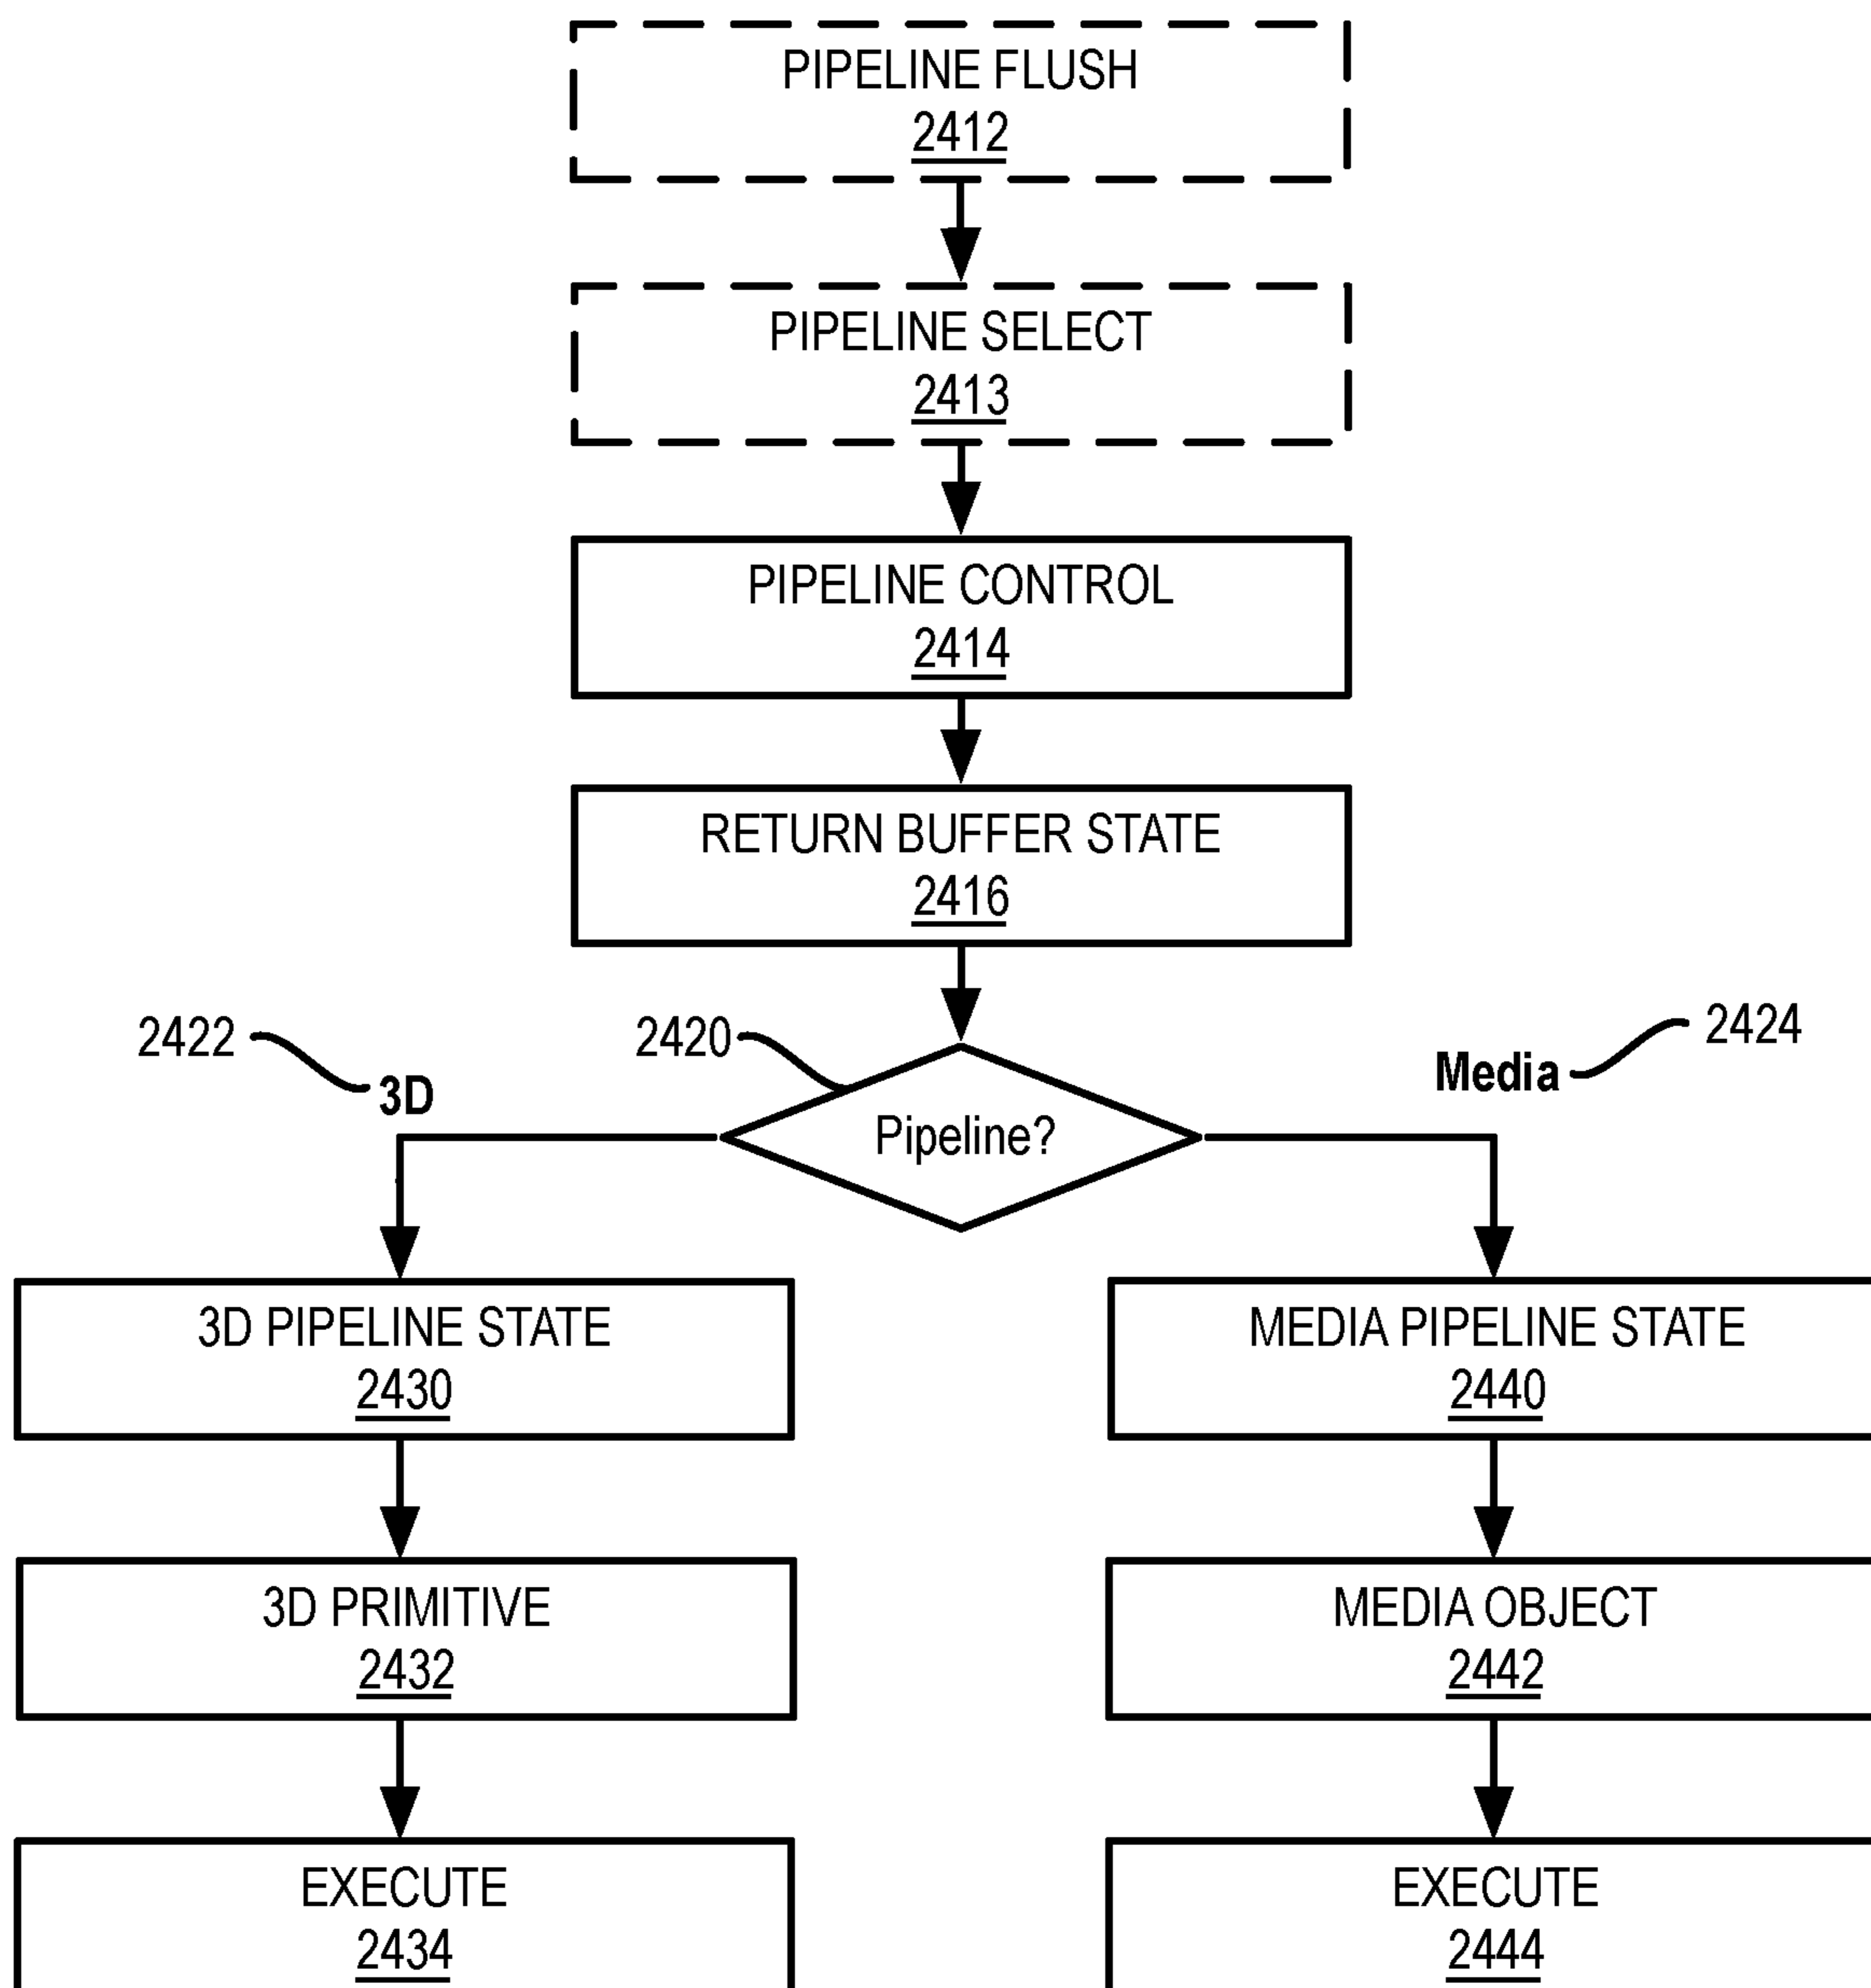 PIPELINE FLUSH
2412
PIPELINE SELECT
2413
PIPELINE CONTROL
2414
RETURN BUFFER STATE
2416
2422
3D
2420
Pipeline?
Media
2424
3D PIPELINE STATE
2430
MEDIA PIPELINE STATE
2440
3D PRIMITIVE
2432
MEDIA OBJECT
2442
EXECUTE
2434
EXECUTE
2444